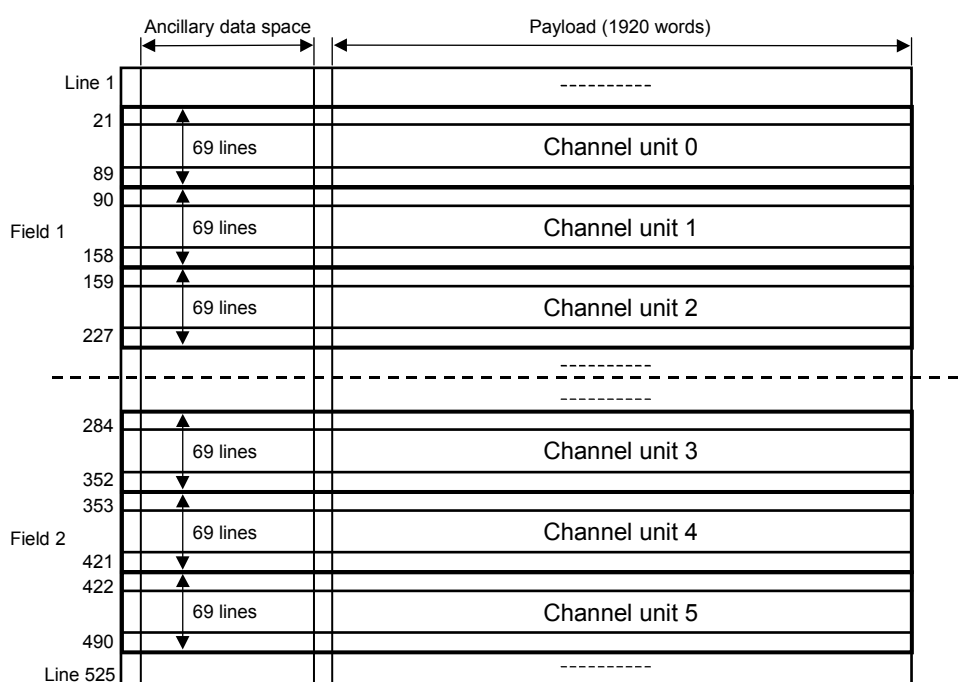 Ancillary data space Payload (1920 words)
Line 1 ----------
21
69 lines Channel unit 0
89
90
Field 1 69 lines Channel unit 1
158
159
69 lines Channel unit 2
227
----------
----------
284
69 lines Channel unit 3
352
353
Field 2 69 lines Channel unit 4
421
422
69 lines Channel unit 5
490
Line 525 ----------